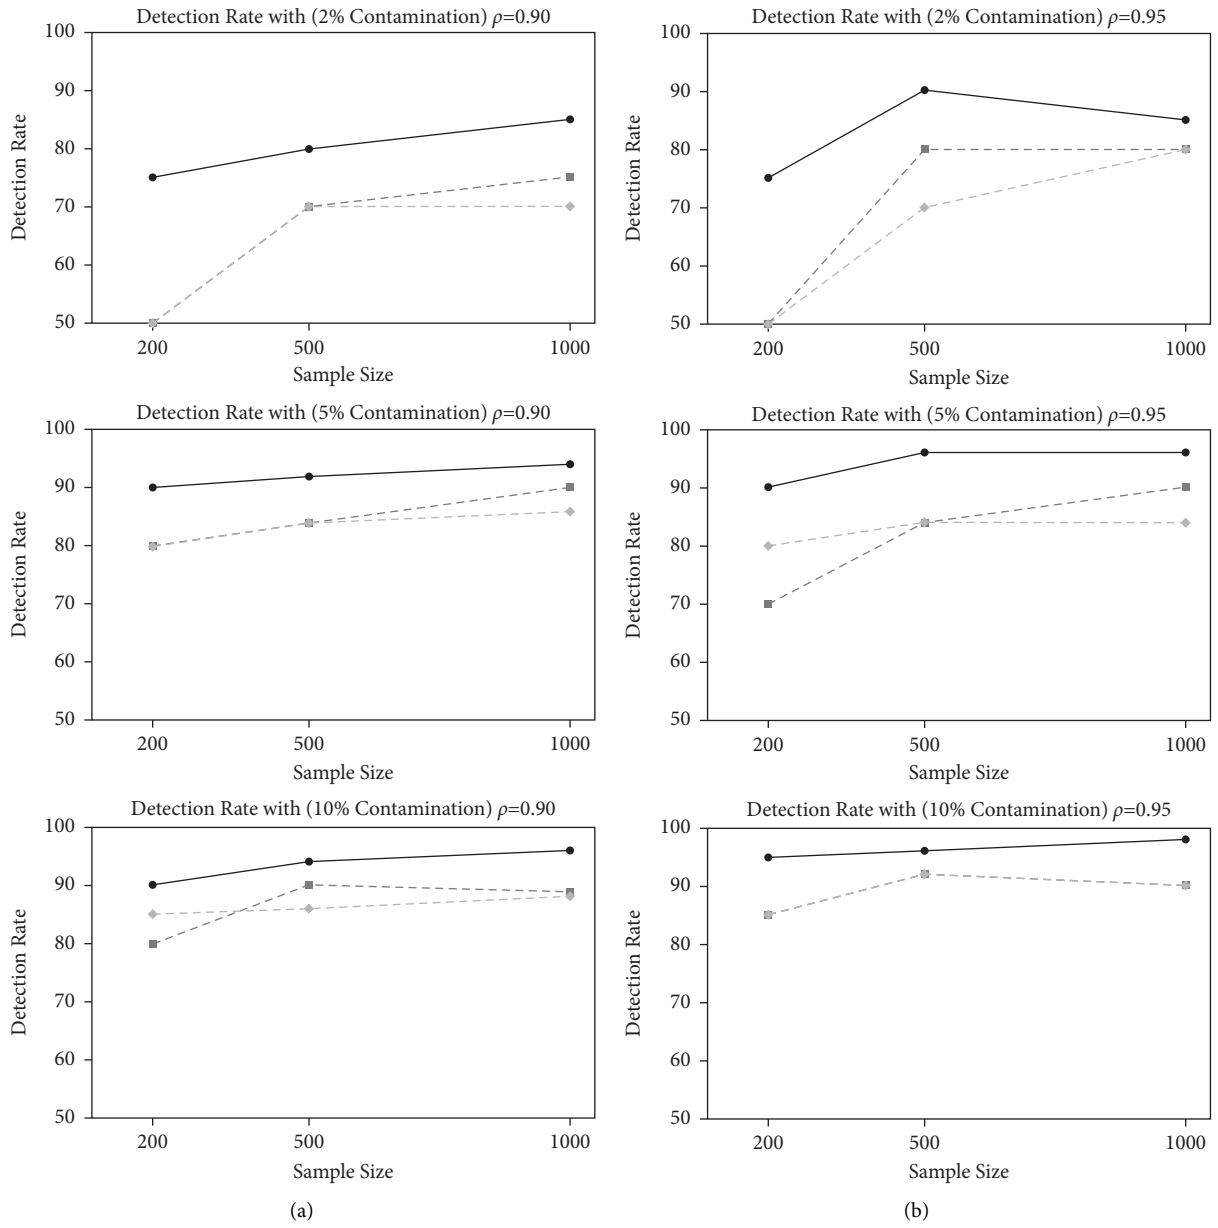 Detection Rate with (2% Contamination) ρ=0.90
100
90
80
70
60
50
Detection Rate
200
500
1000
Sample Size
Detection Rate with (2% Contamination) ρ=0.95
100
90
80
70
60
50
Detection Rate
200
500
1000
Sample Size
Detection Rate with (5% Contamination) ρ=0.90
100
90
80
70
60
50
Detection Rate
200
500
1000
Sample Size
Detection Rate with (5% Contamination) ρ=0.95
100
90
80
70
60
50
Detection Rate
200
500
1000
Sample Size
Detection Rate with (10% Contamination) ρ=0.90
100
90
80
70
60
50
Detection Rate
200
500
1000
Sample Size
(a)
Detection Rate with (10% Contamination) ρ=0.95
100
90
80
70
60
50
Detection Rate
200
500
1000
Sample Size
(b)